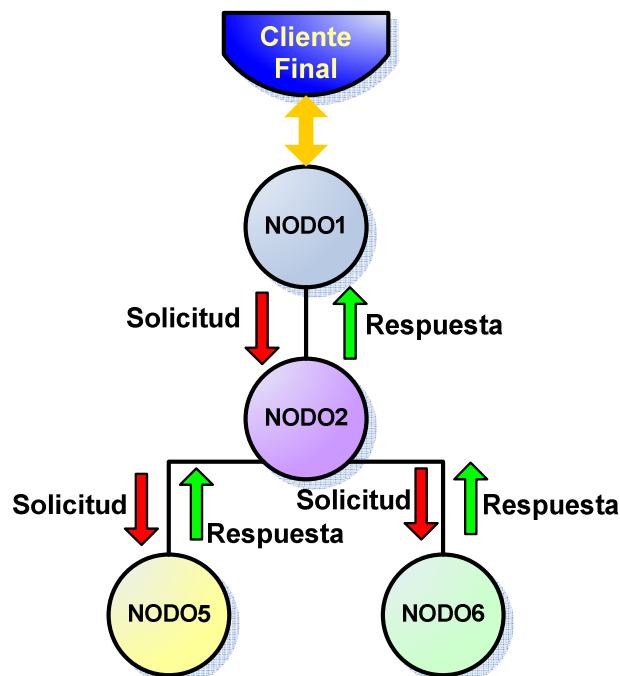 Cliente
Final
NODO1
Solicitud
Respuesta
NODO2
Solicitud
Respuesta
Solicitud
Respuesta
NODO5
NODO6